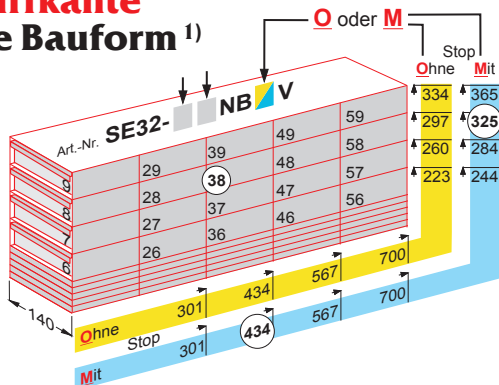 e Bauform 1)
O oder M
Stop
Ohne Mit
Art.-Nr. SE32- NB V
334 365
297 325
260 284
223 244
9 29 39 49 59
8 28 38 48 58
7 27 37 47 57
6 26 36 46 56
140
Ohne 301 434 567 700
Stop
Mit 301 434 567 700